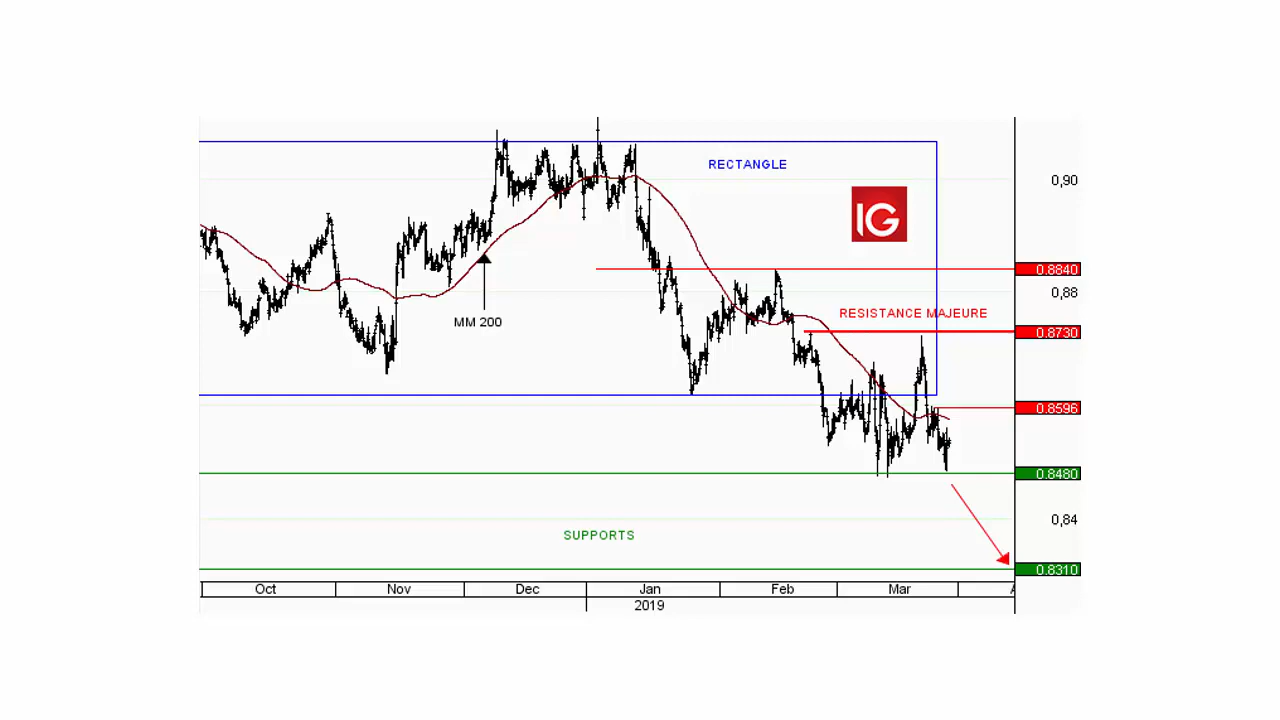 RECTANGLE
0,90
IG
0.8840
0,88
RESISTANCE MAJEURE
MM 200
0.8730
0.8596
0.8480
0,84
SUPPORTS
0.8310
Oct Nov Dec Jan Feb Mar
2019